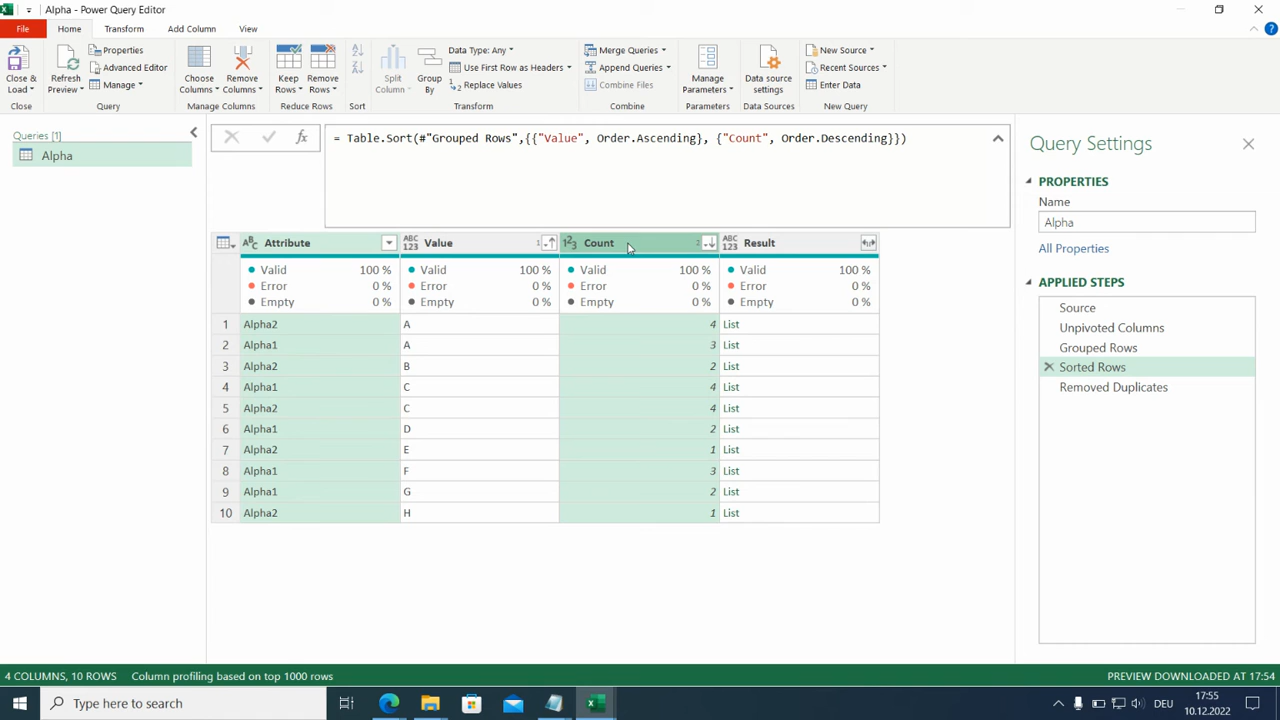 Alpha - Power Query Editor
File Home Transform Add Column View
Close & Load Refresh Preview Properties Advanced Editor Manage Choose Columns Remove Columns Keep Rows Remove Rows Split Column Group By Data Type: Any Use First Row as Headers Replace Values Merge Queries Append Queries Combine Files Manage Parameters Data source settings New Source Recent Sources Enter Data
Close Query Manage Columns Reduce Rows Sort Transform Combine Parameters Data Sources New Query
Queries [1]
Alpha
= Table.Sort(#"Grouped Rows",{{"Value", Order.Ascending}, {"Count", Order.Descending}})
ABC Attribute ABC 123 Value 1 123 Count 2 ABC 123 Result
Valid 100 % Valid 100 % Valid 100 % Valid 100 %
Error 0 % Error 0 % Error 0 % Error 0 %
Empty 0 % Empty 0 % Empty 0 % Empty 0 %
1 Alpha2 A 4 List
2 Alpha1 A 3 List
3 Alpha2 B 2 List
4 Alpha1 C 4 List
5 Alpha2 C 4 List
6 Alpha1 D 2 List
7 Alpha2 E 1 List
8 Alpha1 F 3 List
9 Alpha1 G 2 List
10 Alpha2 H 1 List
Query Settings
PROPERTIES
Name
Alpha
All Properties
APPLIED STEPS
Source
Unpivoted Columns
Grouped Rows
Sorted Rows
Removed Duplicates
4 COLUMNS, 10 ROWS Column profiling based on top 1000 rows PREVIEW DOWNLOADED AT 17:54
Type here to search DEU 17:55
10.12.2022